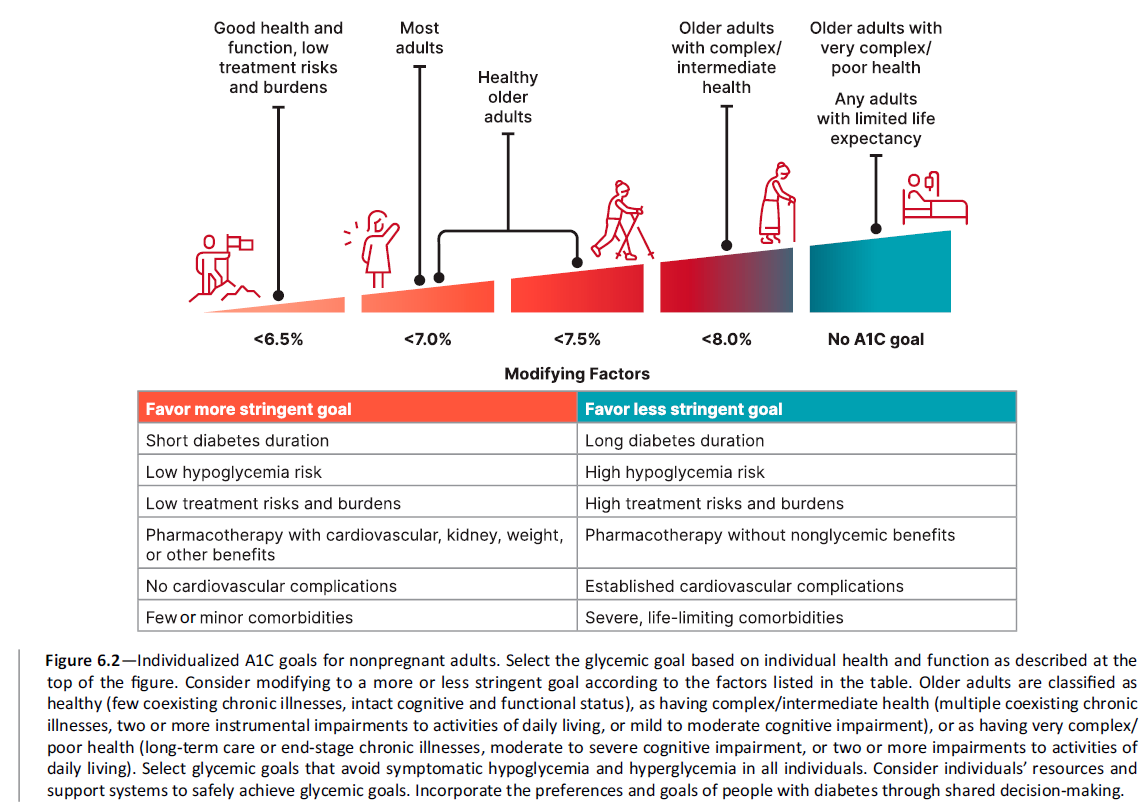 Good health and
function, low
treatment risks
and burdens
Most
adults
Healthy
older
adults
Older adults
with complex/
intermediate
health
Older adults with
very complex/
poor health
Any adults
with limited life
expectancy
<6.5%
<7.0%
<7.5%
<8.0%
No A1C goal
Modifying Factors
Favor more stringent goal
Favor less stringent goal
Short diabetes duration
Long diabetes duration
Low hypoglycemia risk
High hypoglycemia risk
Low treatment risks and burdens
High treatment risks and burdens
Pharmacotherapy with cardiovascular, kidney, weight,
or other benefits
Pharmacotherapy without nonglycemic benefits
No cardiovascular complications
Established cardiovascular complications
Few or minor comorbidities
Severe, life-limiting comorbidities
Figure 6.2—Individualized A1C goals for nonpregnant adults. Select the glycemic goal based on individual health and function as described at the
top of the figure. Consider modifying to a more or less stringent goal according to the factors listed in the table. Older adults are classified as
healthy (few coexisting chronic illnesses, intact cognitive and functional status), as having complex/intermediate health (multiple coexisting chronic
illnesses, two or more instrumental impairments to activities of daily living, or mild to moderate cognitive impairment), or as having very complex/
poor health (long-term care or end-stage chronic illnesses, moderate to severe cognitive impairment, or two or more impairments to activities of
daily living). Select glycemic goals that avoid symptomatic hypoglycemia and hyperglycemia in all individuals. Consider individuals’ resources and
support systems to safely achieve glycemic goals. Incorporate the preferences and goals of people with diabetes through shared decision-making.